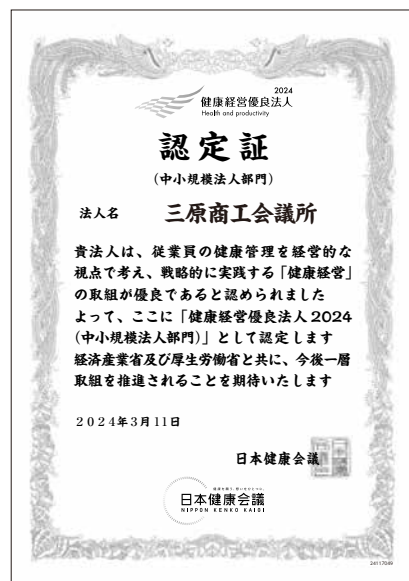 2024
健康経営優良法人
Health and productivity
認定証
(中小規模法人部門)
法人名 三原商工会議所
貴法人は、従業員の健康管理を経営的な
視点で考え、戦略的に実践する「健康経営」
の取組が優良であると認められました
よって、ここに「健康経営優良法人2024
(中小規模法人部門)」として認定します
経済産業省及び厚生労働省と共に、今後一層
取組を推進されることを期待いたします
2024年3月11日
日本健康会議
日本健康会議
NIPPON KENKO KAIGI
24117049